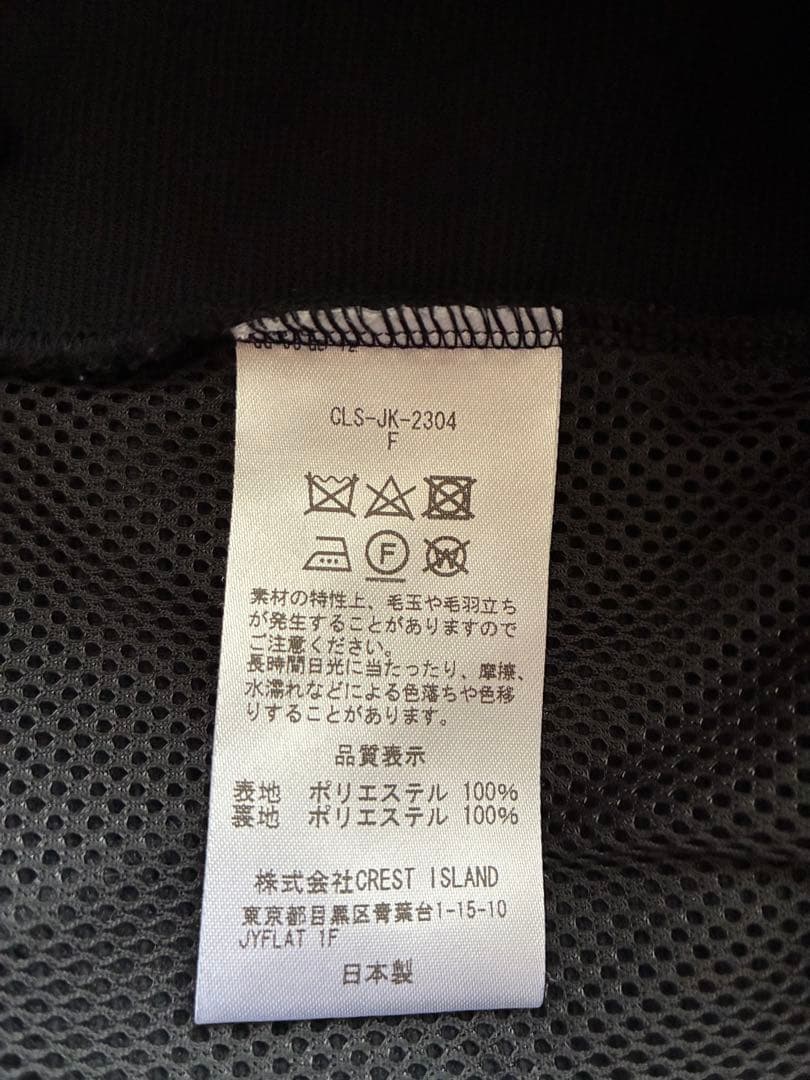 CLS-JK-2304
F
F
W
素材の特性上、毛玉や毛羽立ち
が発生することがありますので
ご注意ください。
長時間日光に当たったり、摩擦、
水濡れなどによる色落ちや色移
りすることがあります。
品質表示
表地 ポリエステル 100%
裏地 ポリエステル 100%
株式会社CREST ISLAND
東京都目黒区青葉台1-15-10
JYFLAT 1F
日本製